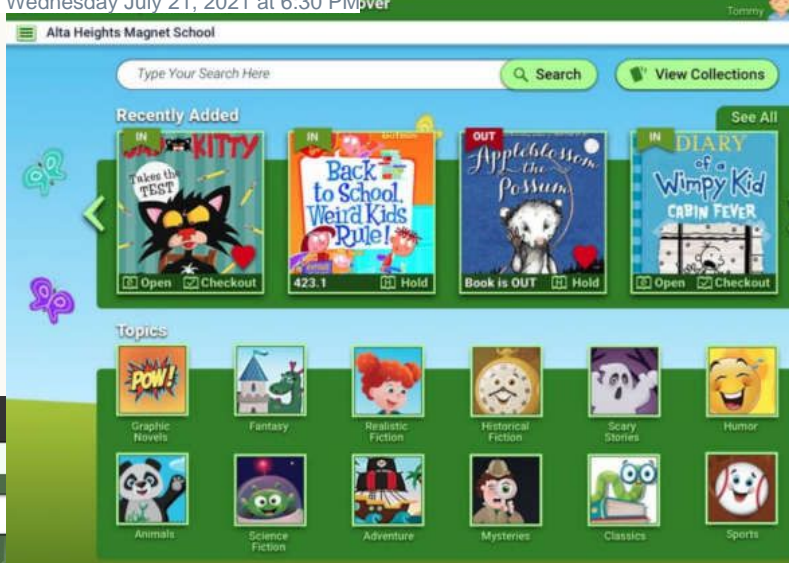 Wednesday July 21, 2021 at 6:30 PM
over
Tommy
Alta Heights Magnet School
Type Your Search Here
Search
View Collections
Recently Added
See All
IN
KITTY
Takes the
TEST
Open
Checkout
IN
Back
to School,
Weird Kids
Rule!
423.1
Hold
OUT
Appleblossom
the
Possum
Book is OUT
Hold
IN
DIARY
of a
Wimpy Kid
CABIN FEVER
Open
Checkout
Topics
POW!
Graphic
Novels
Fantasy
Realistic
Fiction
Historical
Fiction
Scary
Stories
Humor
Animals
Science
Fiction
Adventure
Mysteries
Classics
Sports